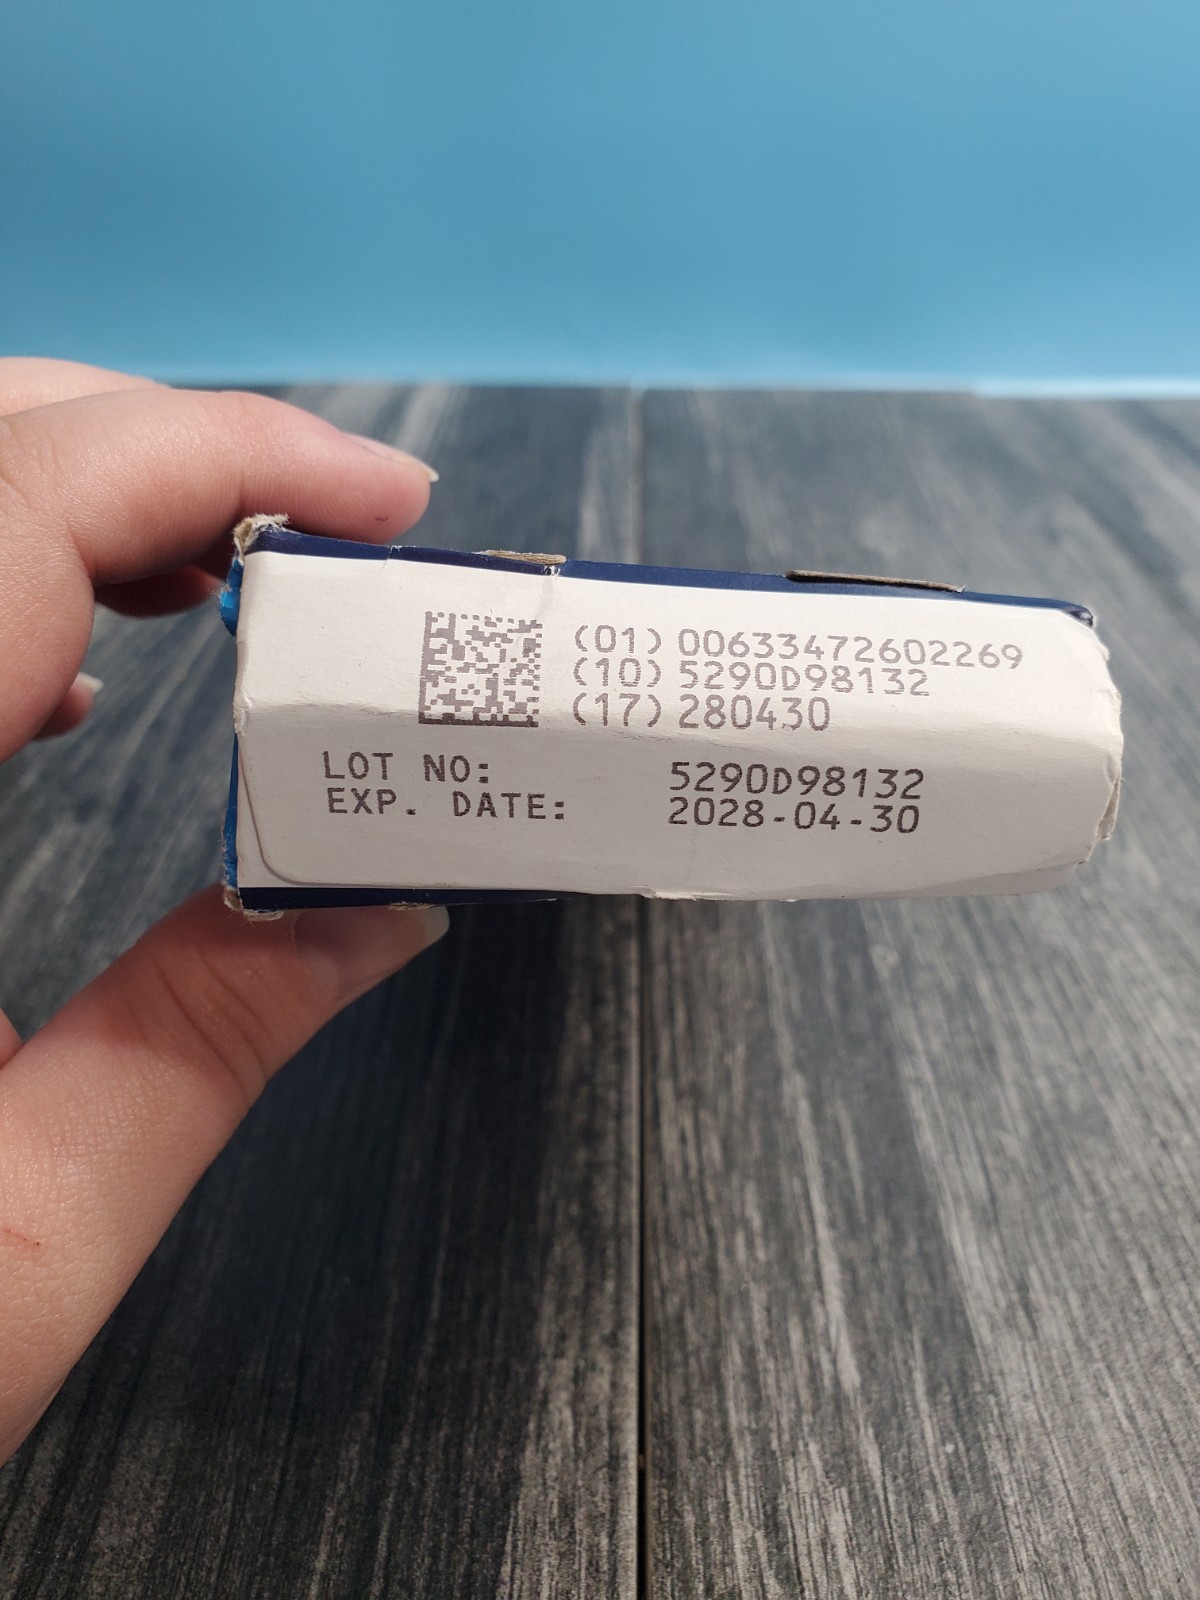 (01) 00633472602269
(10) 5290D98132
(17) 280430
LOT NO: 5290D98132
EXP. DATE: 2028-04-30